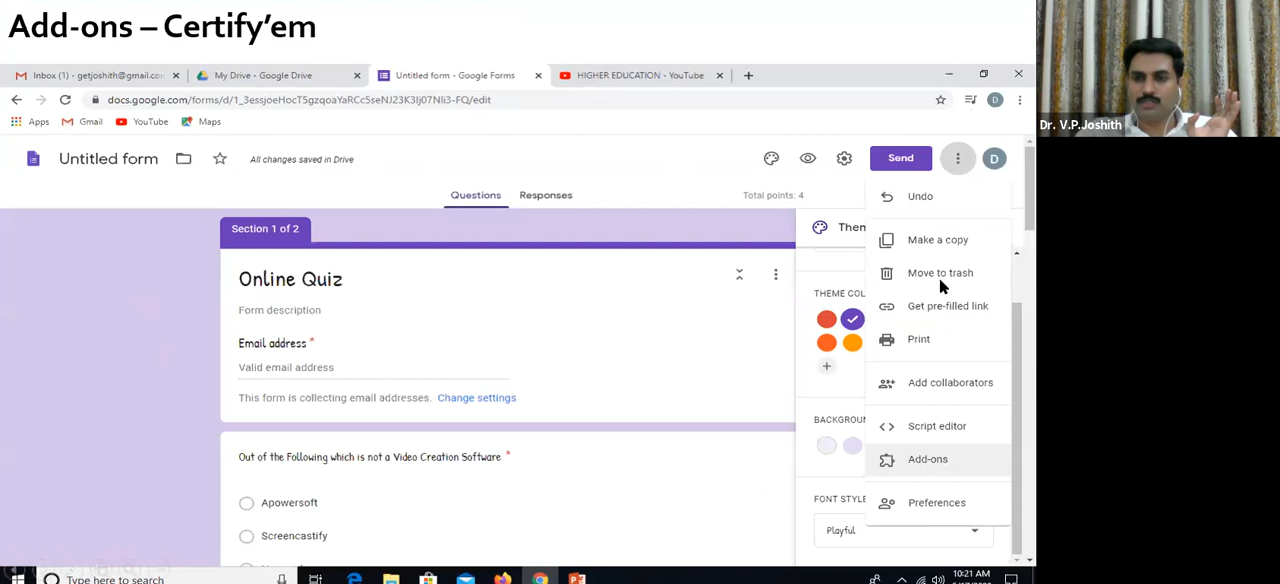 Add-ons – Certify'em
Inbox (1) - getjoshith@gmail.co
My Drive - Google Drive
Untitled form - Google Forms
HIGHER EDUCATION - YouTube
docs.google.com/forms/d/1_3essjoeHocT5gzqoaYaRCc5seNJ23K3Ij07NIi3-FQ/edit
Apps
Gmail
YouTube
Maps
D
Dr. V.P.Joshith
Untitled form
All changes saved in Drive
Send
D
Questions
Responses
Total points: 4
Undo
Section 1 of 2
Them
Make a copy
Online Quiz
Move to trash
THEME COL
Form description
Get pre-filled link
Email address *
Print
Valid email address
Add collaborators
This form is collecting email addresses. Change settings
BACKGROUN
Script editor
Out of the Following which is not a Video Creation Software *
Add-ons
Apowersoft
FONT STYLE
Preferences
Screencastify
Playful
Type here to search
10:21 AM